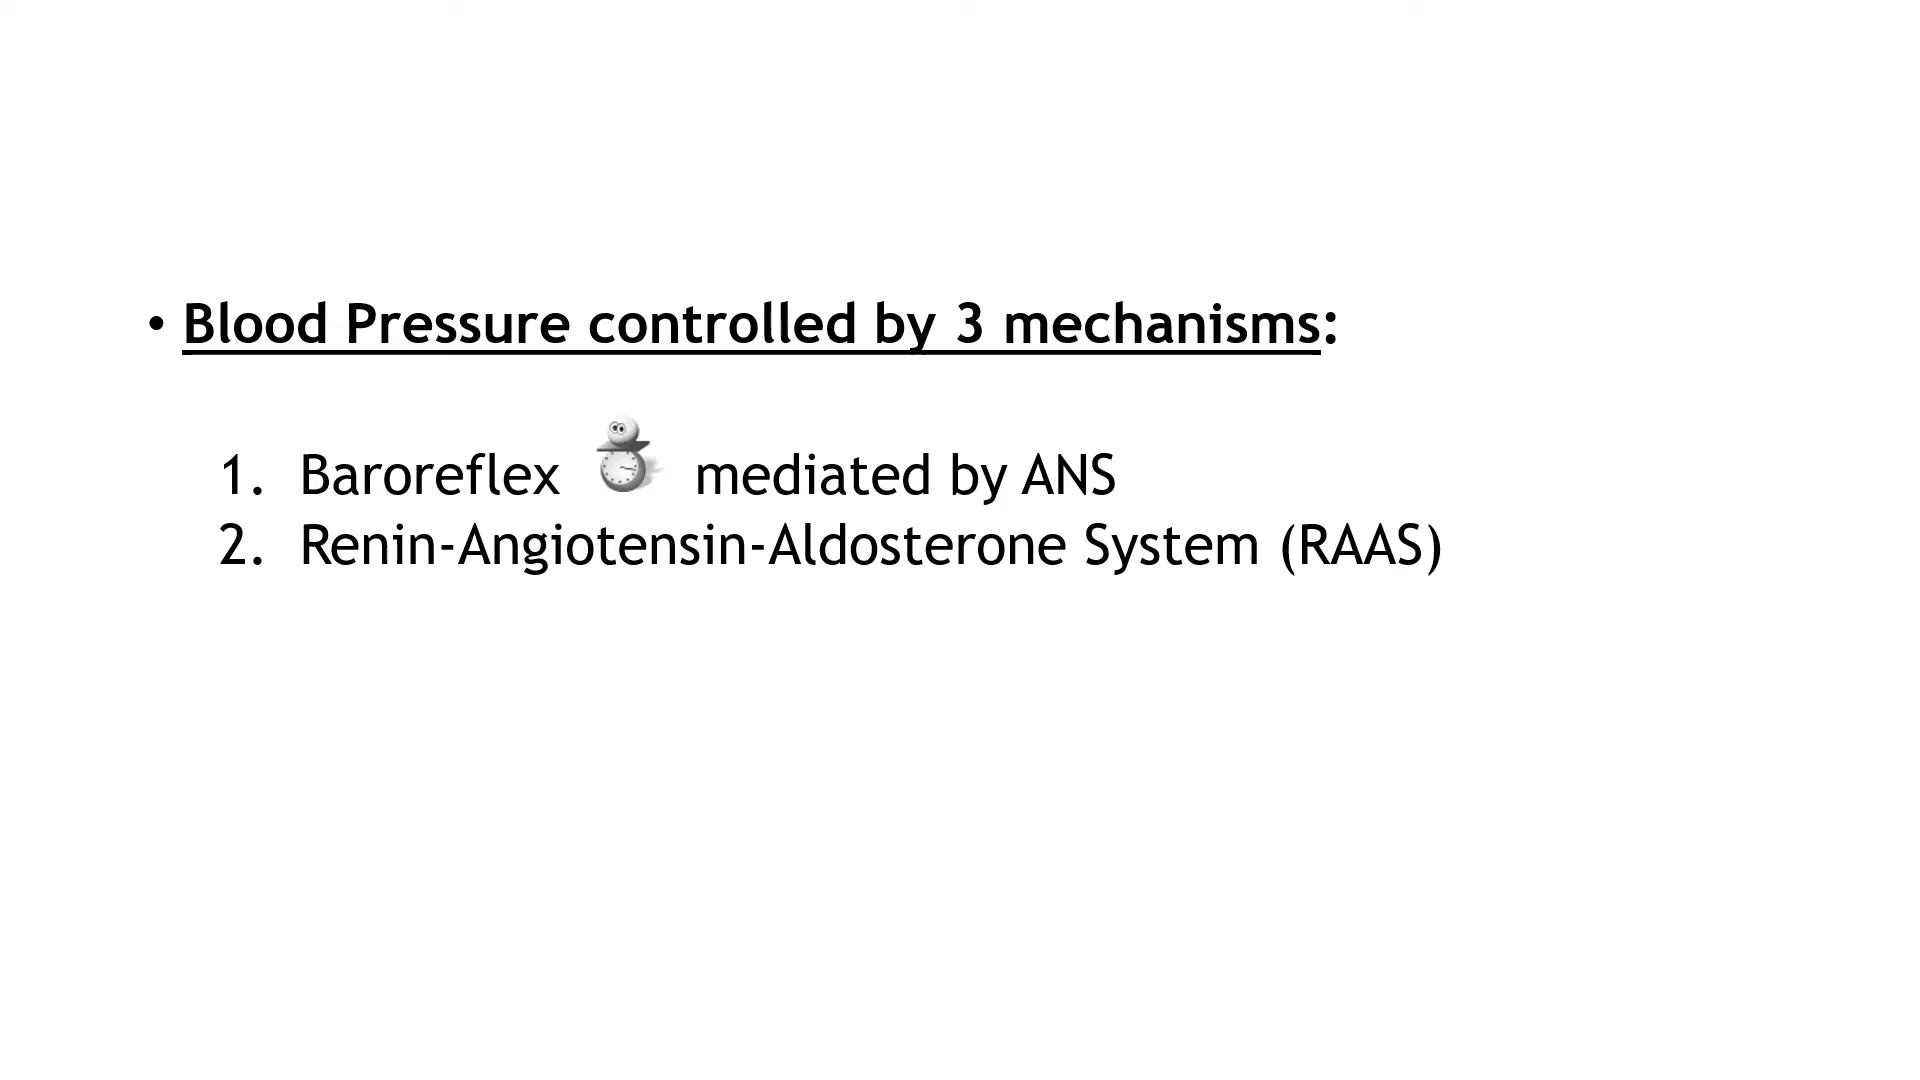 • Blood Pressure controlled by 3 mechanisms:
1. Baroreflex mediated by ANS
2. Renin-Angiotensin-Aldosterone System (RAAS)